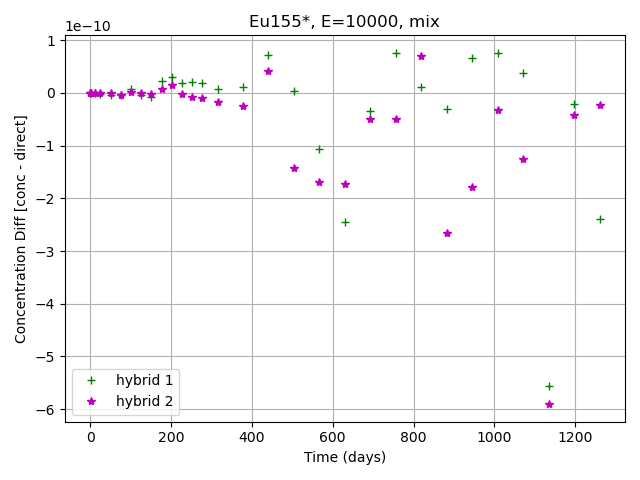 Eu155*, E=10000, mix
1e−10
1
0
−1
−2
−3
−4
−5
−6
Concentration Diff [conc - direct]
hybrid 1
hybrid 2
0 200 400 600 800 1000 1200
Time (days)